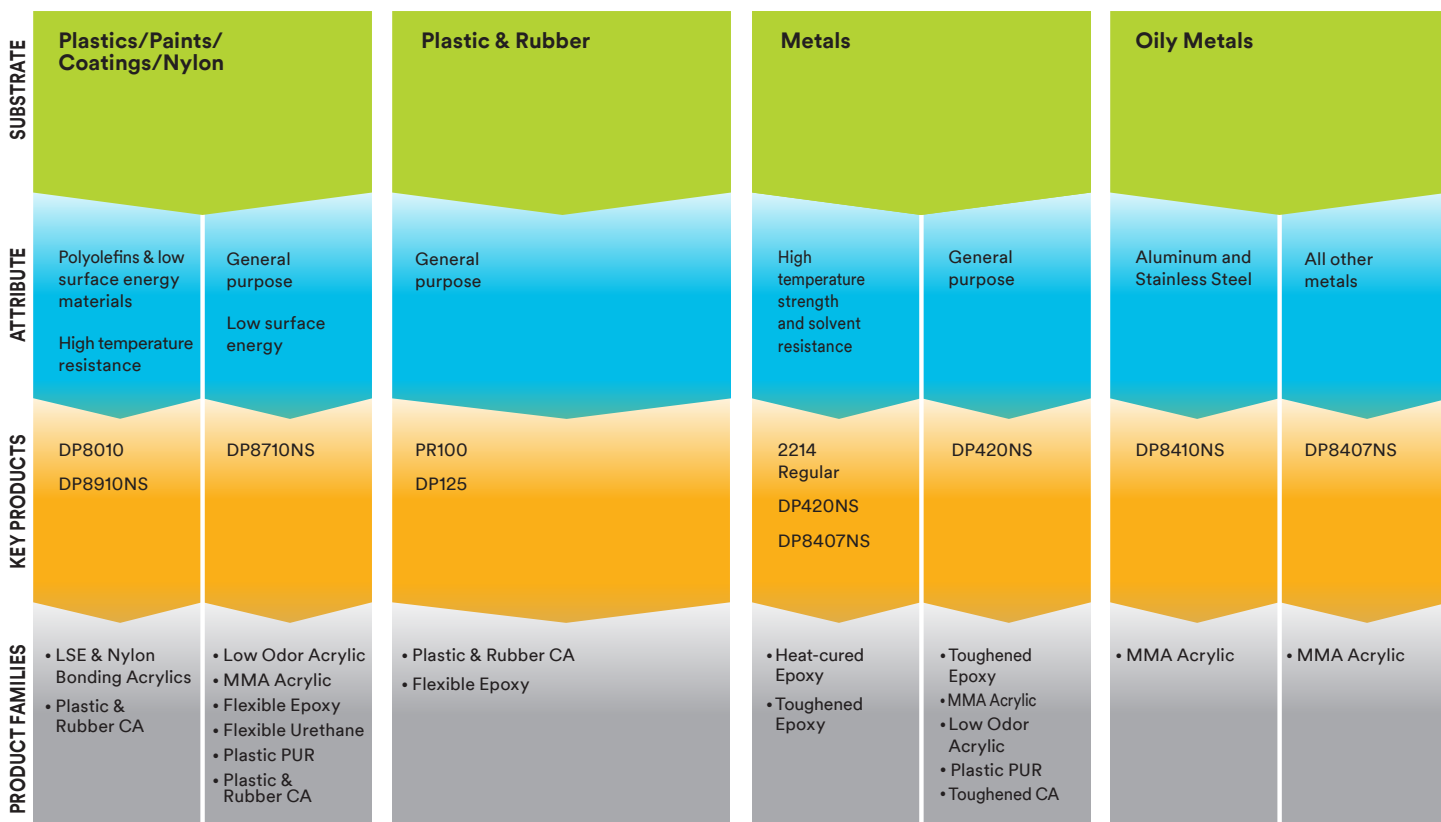 SUBSTRATE
Plastics/Paints/
Coatings/Nylon
Plastic & Rubber
Metals
Oily Metals
ATTRIBUTE
Polyolefins & low
surface energy
materials
High temperature
resistance
General
purpose
Low surface
energy
General
purpose
High
temperature
strength
and solvent
resistance
General
purpose
Aluminum and
Stainless Steel
All other
metals
KEY PRODUCTS
DP8010
DP8910NS
DP8710NS
PR100
DP125
2214
Regular
DP420NS
DP8407NS
DP420NS
DP8410NS
DP8407NS
PRODUCT FAMILIES
• LSE & Nylon
Bonding Acrylics
• Plastic &
Rubber CA
• Low Odor Acrylic
• MMA Acrylic
• Flexible Epoxy
• Flexible Urethane
• Plastic PUR
• Plastic &
Rubber CA
• Plastic & Rubber CA
• Flexible Epoxy
• Heat-cured
Epoxy
• Toughened
Epoxy
• Toughened
Epoxy
• MMA Acrylic
• Low Odor
Acrylic
• Plastic PUR
• Toughened CA
• MMA Acrylic
• MMA Acrylic